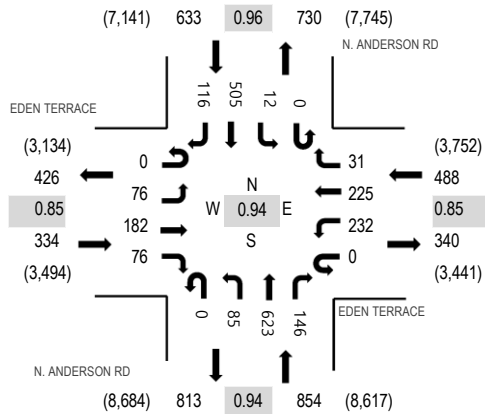 (7,141) 633 0.96 730 (7,745)
N. ANDERSON RD
EDEN TERRACE
116 505 12 0
(3,134)
426
0.85
334
(3,494)
0
76
182
76
N
W 0.94 E
S
31
225
232
0
(3,752)
488
0.85
340
(3,441)
0 85 623 146
EDEN TERRACE
N. ANDERSON RD
(8,684) 813 0.94 854 (8,617)